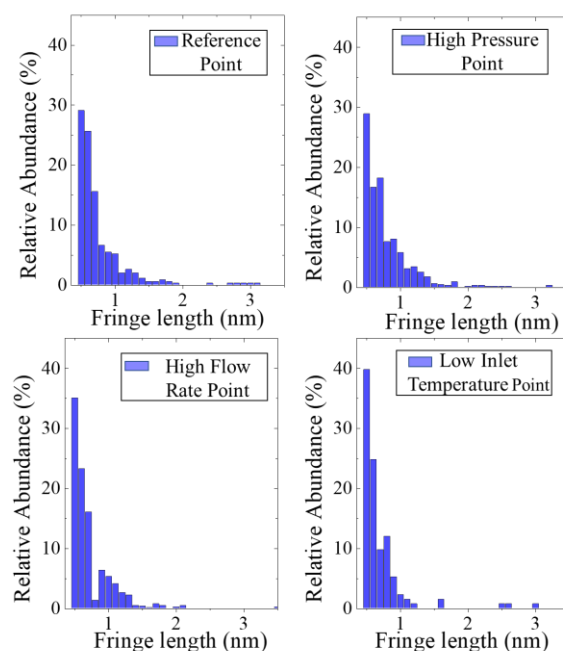 Reference
Point
40
30
20
10
0
Relative Abundance (%)
1
2
3
Fringe length (nm)
High Pressure
Point
40
30
20
10
0
Relative Abundance (%)
1
2
3
Fringe length (nm)
High Flow
Rate Point
40
30
20
10
0
Relative Abundance (%)
1
2
3
Fringe length (nm)
Low Inlet
Temperature Point
40
30
20
10
0
Relative Abundance (%)
1
2
3
Fringe length (nm)